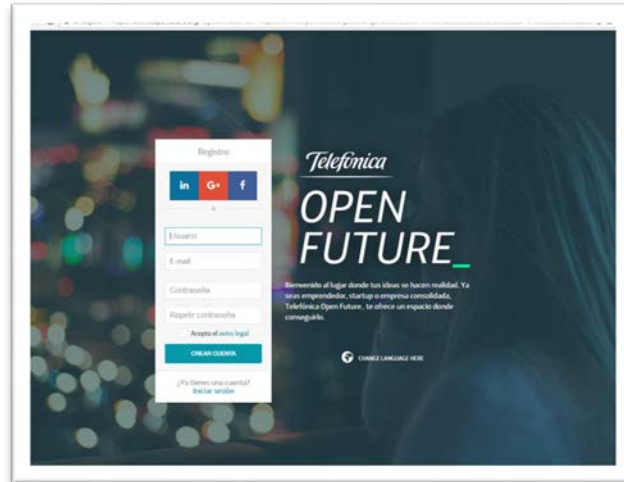 Registro
in
G+
f
o
Usuario
E-mail
Contraseña
Repetir contraseña
Acepto el aviso legal
CREAR CUENTA
¿Ya tienes una cuenta?
Iniciar sesión
Telefónica
OPEN
FUTURE_
Bienvenido al lugar donde tus ideas se hacen realidad. Ya
seas emprendedor, startup o empresa consolidada,
Telefónica Open Future_ te ofrece un espacio donde
conseguirlo.
CHANGE LANGUAGE HERE